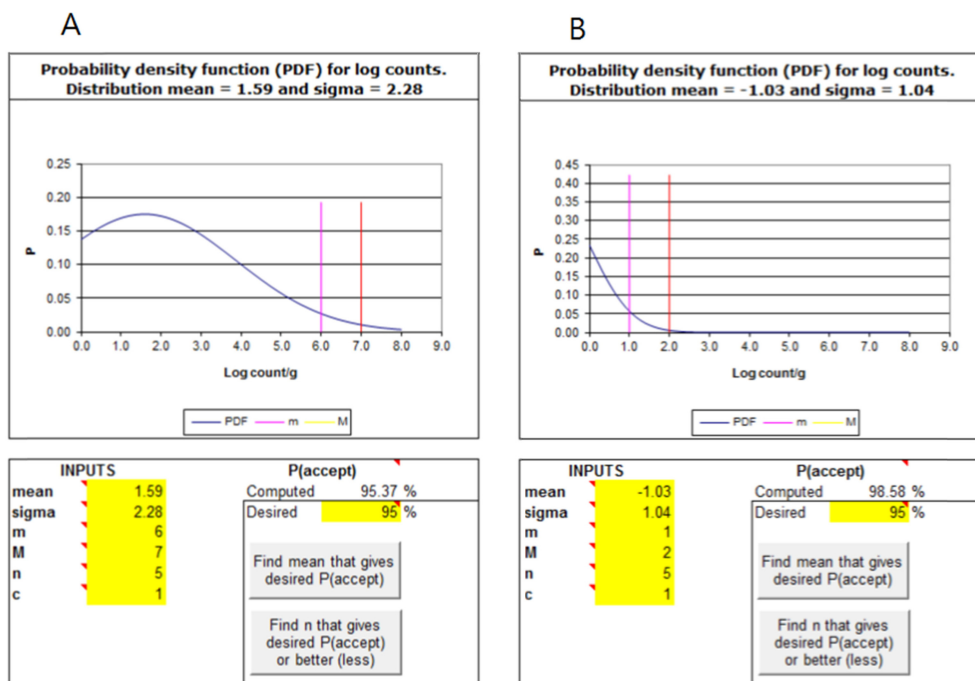 A
Probability density function (PDF) for log counts.
Distribution mean = 1.59 and sigma = 2.28
0.25
0.20
0.15
0.10
0.05
0.00
P
0.0 1.0 2.0 3.0 4.0 5.0 6.0 7.0 8.0 9.0
Log count/g
PDF m M
INPUTS P(accept)
mean 1.59 Computed 95.37 %
sigma 2.28 Desired 95 %
m 6
M 7
n 5
c 1
Find mean that gives
desired P(accept)
Find n that gives
desired P(accept)
or better (less)
B
Probability density function (PDF) for log counts.
Distribution mean = -1.03 and sigma = 1.04
0.45
0.40
0.35
0.30
0.25
0.20
0.15
0.10
0.05
0.00
P
0.0 1.0 2.0 3.0 4.0 5.0 6.0 7.0 8.0 9.0
Log count/g
PDF m M
INPUTS P(accept)
mean -1.03 Computed 98.58 %
sigma 1.04 Desired 95 %
m 1
M 2
n 5
c 1
Find mean that gives
desired P(accept)
Find n that gives
desired P(accept)
or better (less)